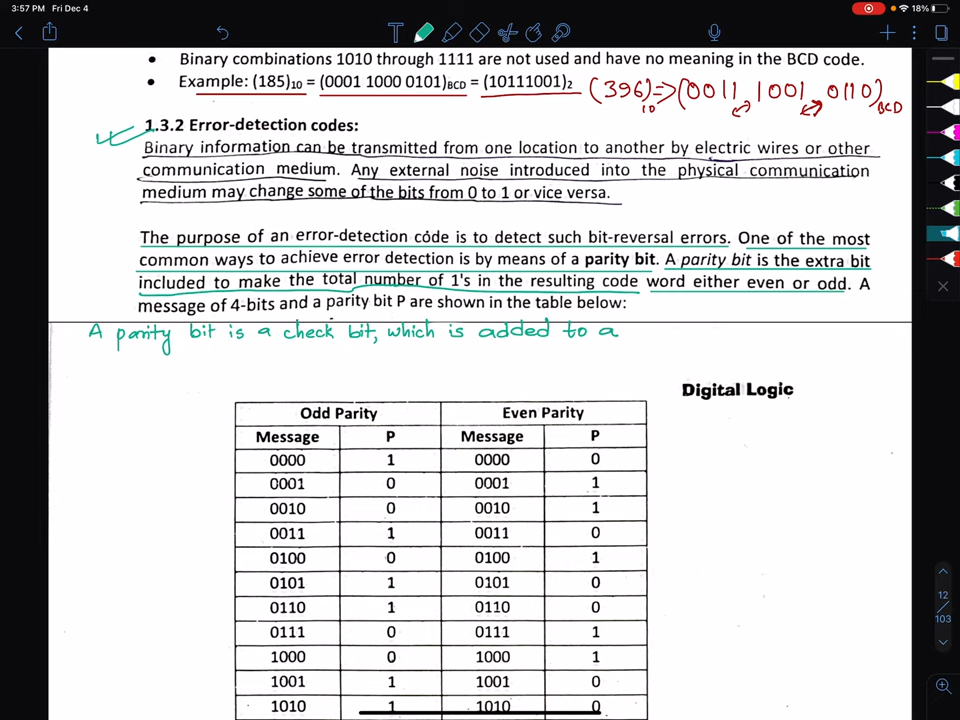 3:57 PM Fri Dec 4
18%
• Binary combinations 1010 through 1111 are not used and have no meaning in the BCD code.
• Example: (185)10 = (0001 1000 0101)BCD = (10111001)2 (396)10 => (0011 1001 0110)BCD
1.3.2 Error-detection codes:
Binary information can be transmitted from one location to another by electric wires or other
communication medium. Any external noise introduced into the physical communication
medium may change some of the bits from 0 to 1 or vice versa.
The purpose of an error-detection code is to detect such bit-reversal errors. One of the most
common ways to achieve error detection is by means of a parity bit. A parity bit is the extra bit
included to make the total number of 1's in the resulting code word either even or odd. A
message of 4-bits and a parity bit P are shown in the table below:
A parity bit is a check bit, which is added to a
Digital Logic
Odd Parity Even Parity
Message P Message P
0000 1 0000 0
0001 0 0001 1
0010 0 0010 1
0011 1 0011 0
0100 0 0100 1
0101 1 0101 0
0110 1 0110 0
0111 0 0111 1
1000 0 1000 1
1001 1 1001 0
1010 1 1010 0
12
/
103